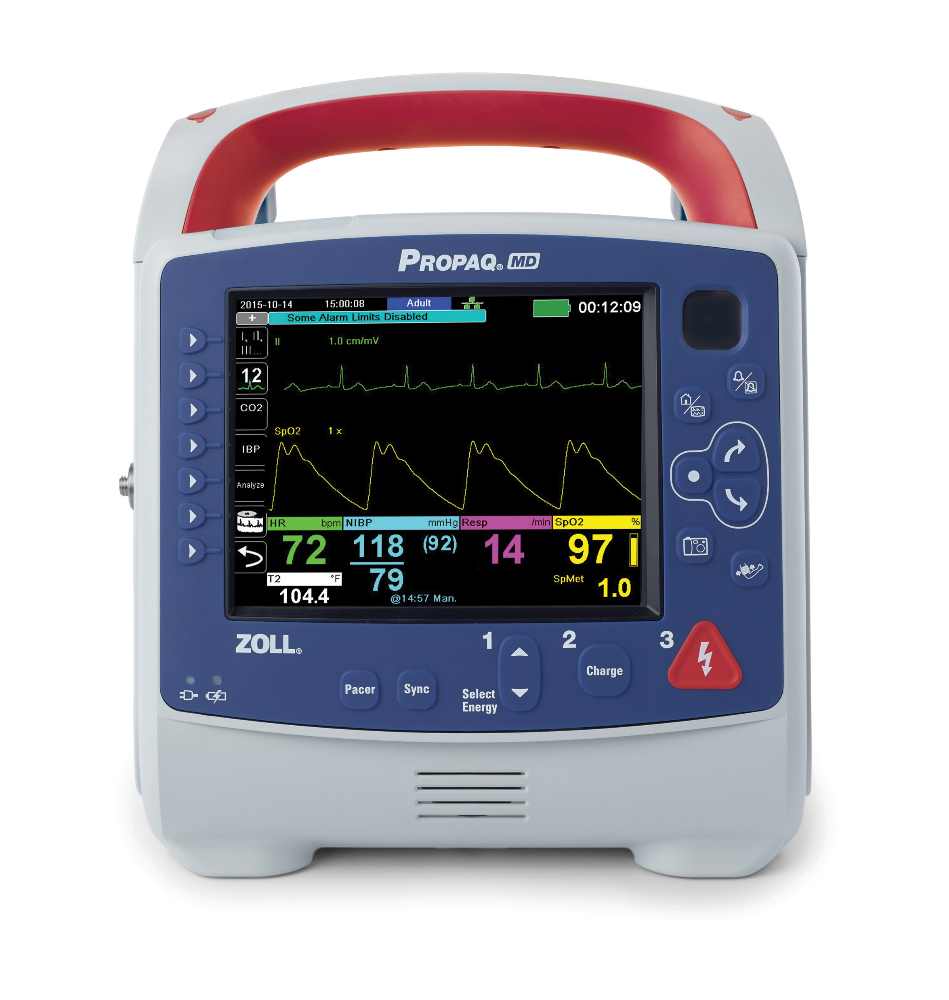 PROPAQ® MD
2015-10-14 15:00:08 Adult 00:12:09
+ Some Alarm Limits Disabled
I, II,
III...
II 1.0 cm/mV
12
CO2
SpO2 1 x
IBP
Analyze
HR bpm NIBP mmHg Resp /min SpO2 %
72 118 (92) 14 97
79
T2 °F
104.4
SpMet 1.0
@14:57 Man.
ZOLL®
1 2 3
Pacer Sync Select
Energy
Charge